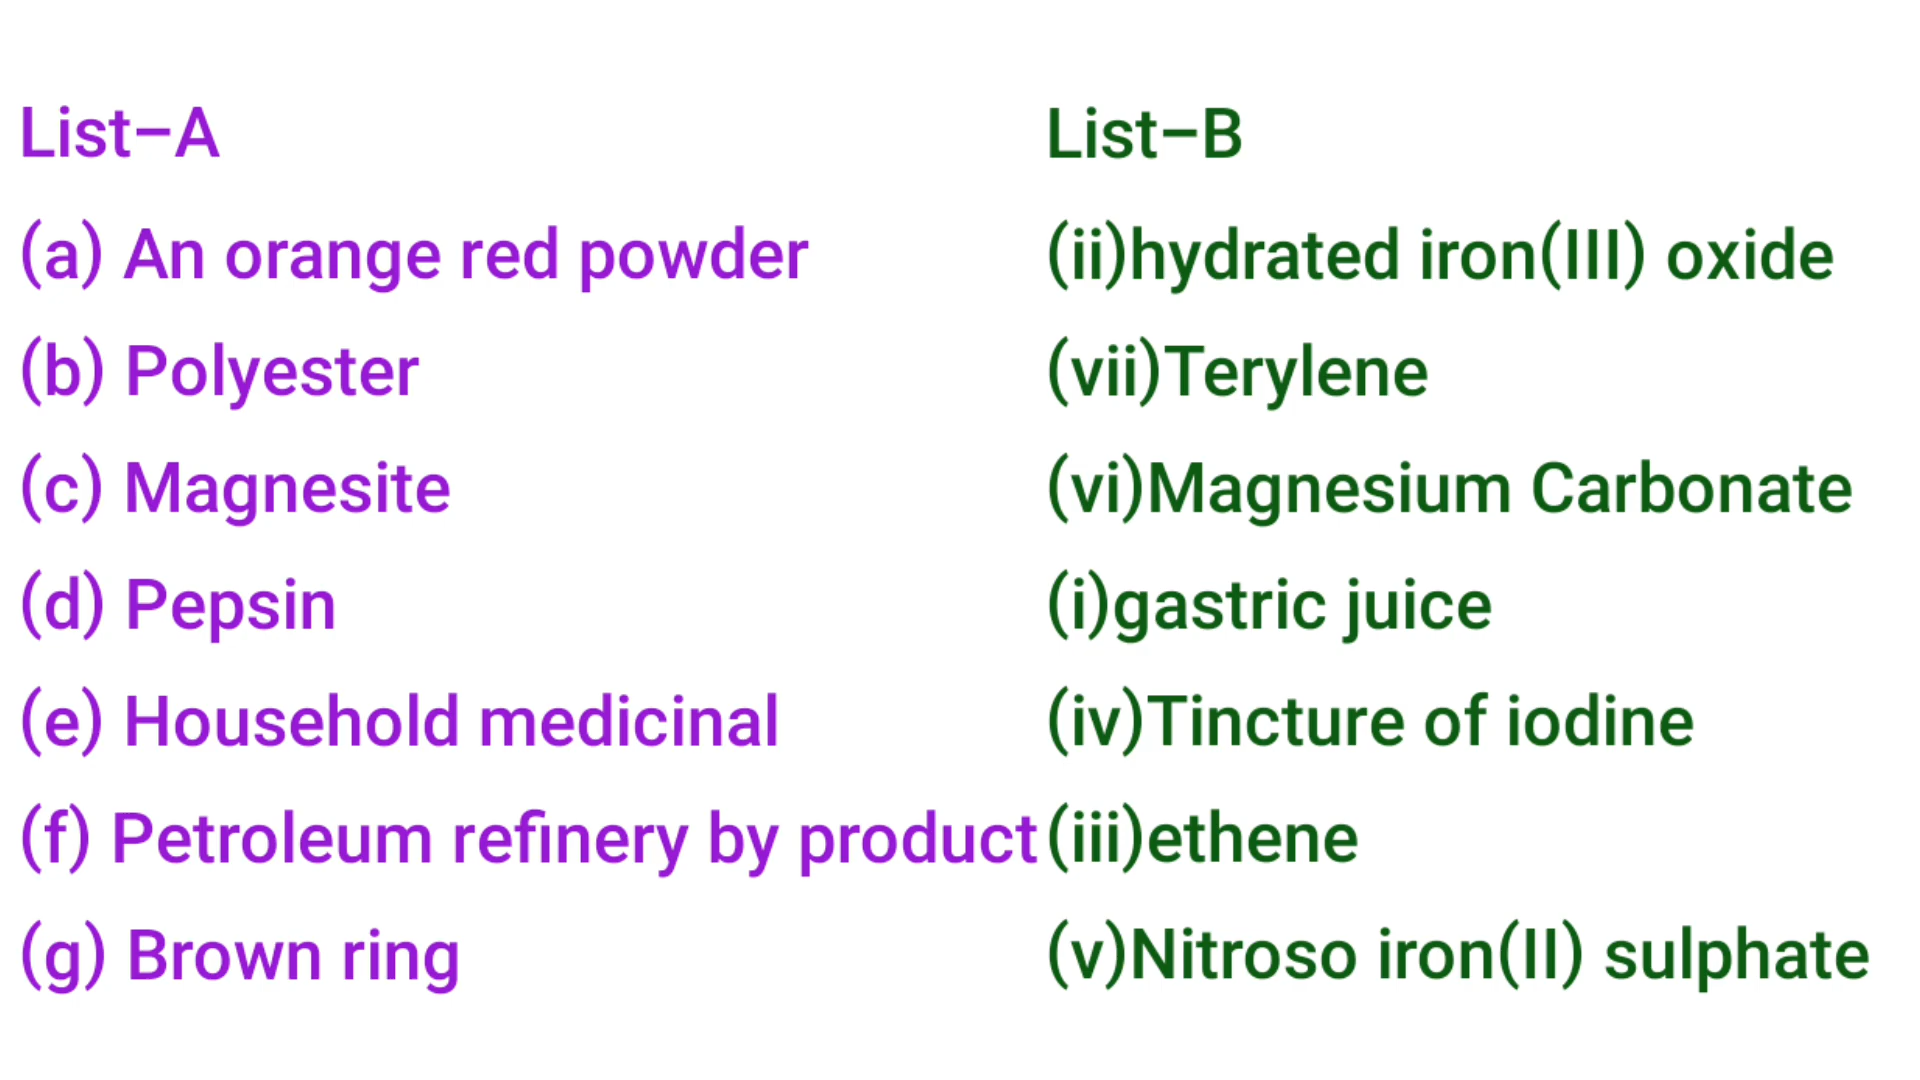 List–A List–B
(a) An orange red powder (ii)hydrated iron(III) oxide
(b) Polyester (vii)Terylene
(c) Magnesite (vi)Magnesium Carbonate
(d) Pepsin (i)gastric juice
(e) Household medicinal (iv)Tincture of iodine
(f) Petroleum refinery by product (iii)ethene
(g) Brown ring (v)Nitroso iron(II) sulphate